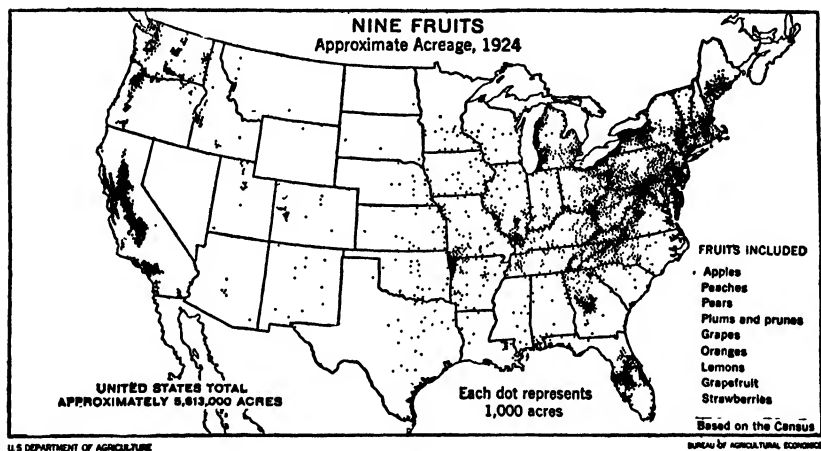 NINE FRUITS
Approximate Acreage, 1924
FRUITS INCLUDED
Apples
Peaches
Pears
Plums and prunes
Grapes
Oranges
Lemons
Grapefruit
Strawberries
UNITED STATES TOTAL
APPROXIMATELY 5,613,000 ACRES
Each dot represents
1,000 acres
Based on the Census
U.S DEPARTMENT OF AGRICULTURE
BUREAU OF AGRICULTURAL ECONOMICS